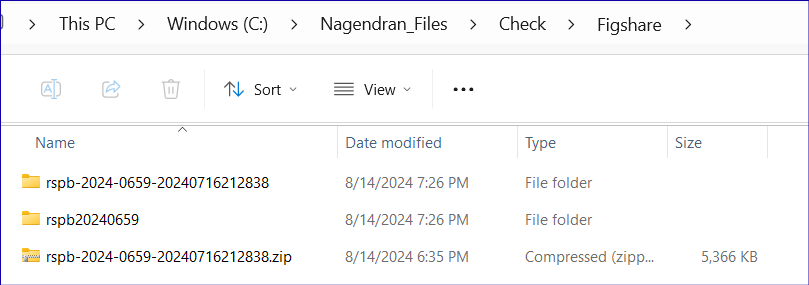 This PC > Windows (C:) > Nagendran_Files > Check > Figshare >
Sort View
Name Date modified Type Size
rspb-2024-0659-20240716212838 8/14/2024 7:26 PM File folder
rspb20240659 8/14/2024 7:26 PM File folder
rspb-2024-0659-20240716212838.zip 8/14/2024 6:35 PM Compressed (zipp... 5,366 KB